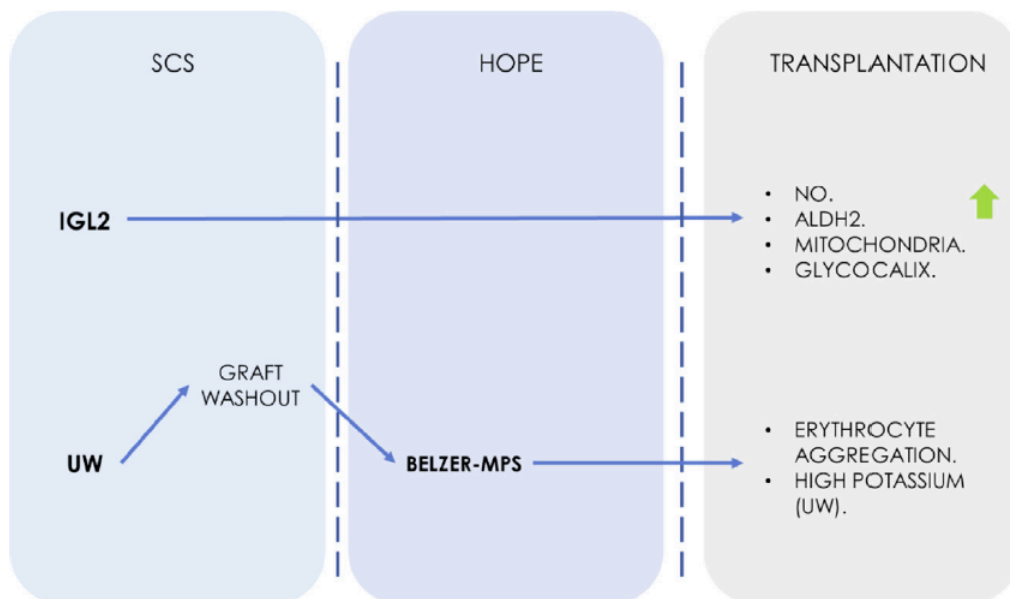 SCS
HOPE
TRANSPLANTATION
IGL2
• NO.
• ALDH2.
• MITOCHONDRIA.
• GLYCOCALIX.
GRAFT
WASHOUT
UW
BELZER-MPS
• ERYTHROCYTE
AGGREGATION.
• HIGH POTASSIUM
(UW).